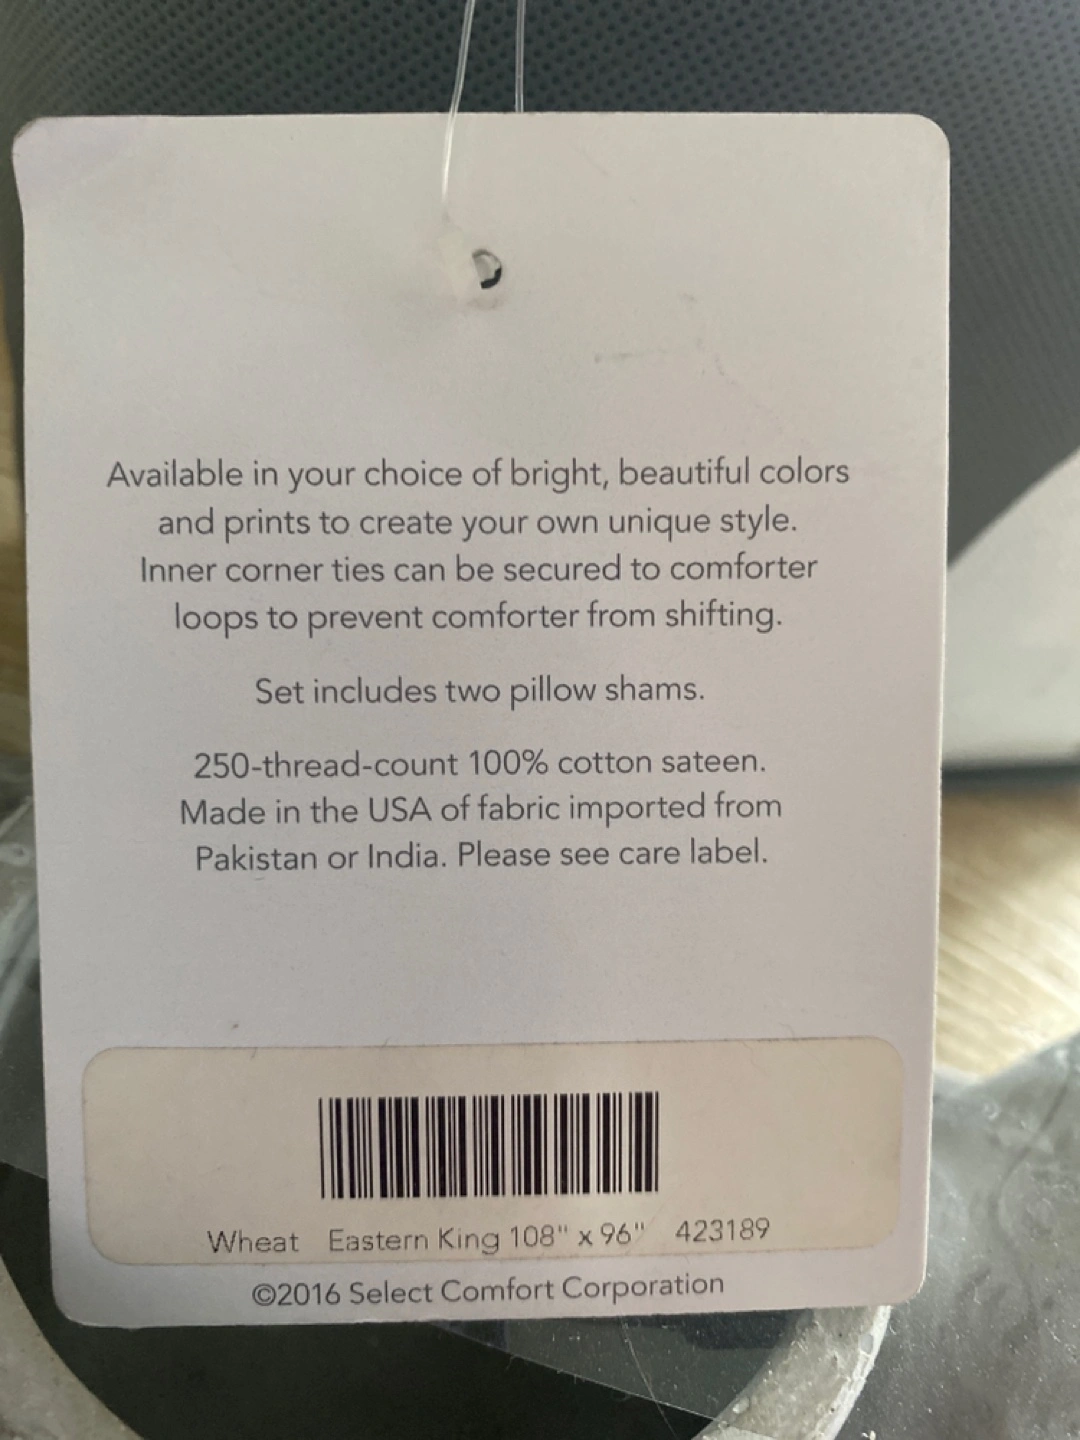 Available in your choice of bright, beautiful colors
and prints to create your own unique style.
Inner corner ties can be secured to comforter
loops to prevent comforter from shifting.
Set includes two pillow shams.
250-thread-count 100% cotton sateen.
Made in the USA of fabric imported from
Pakistan or India. Please see care label.
Wheat Eastern King 108" x 96" 423189
©2016 Select Comfort Corporation